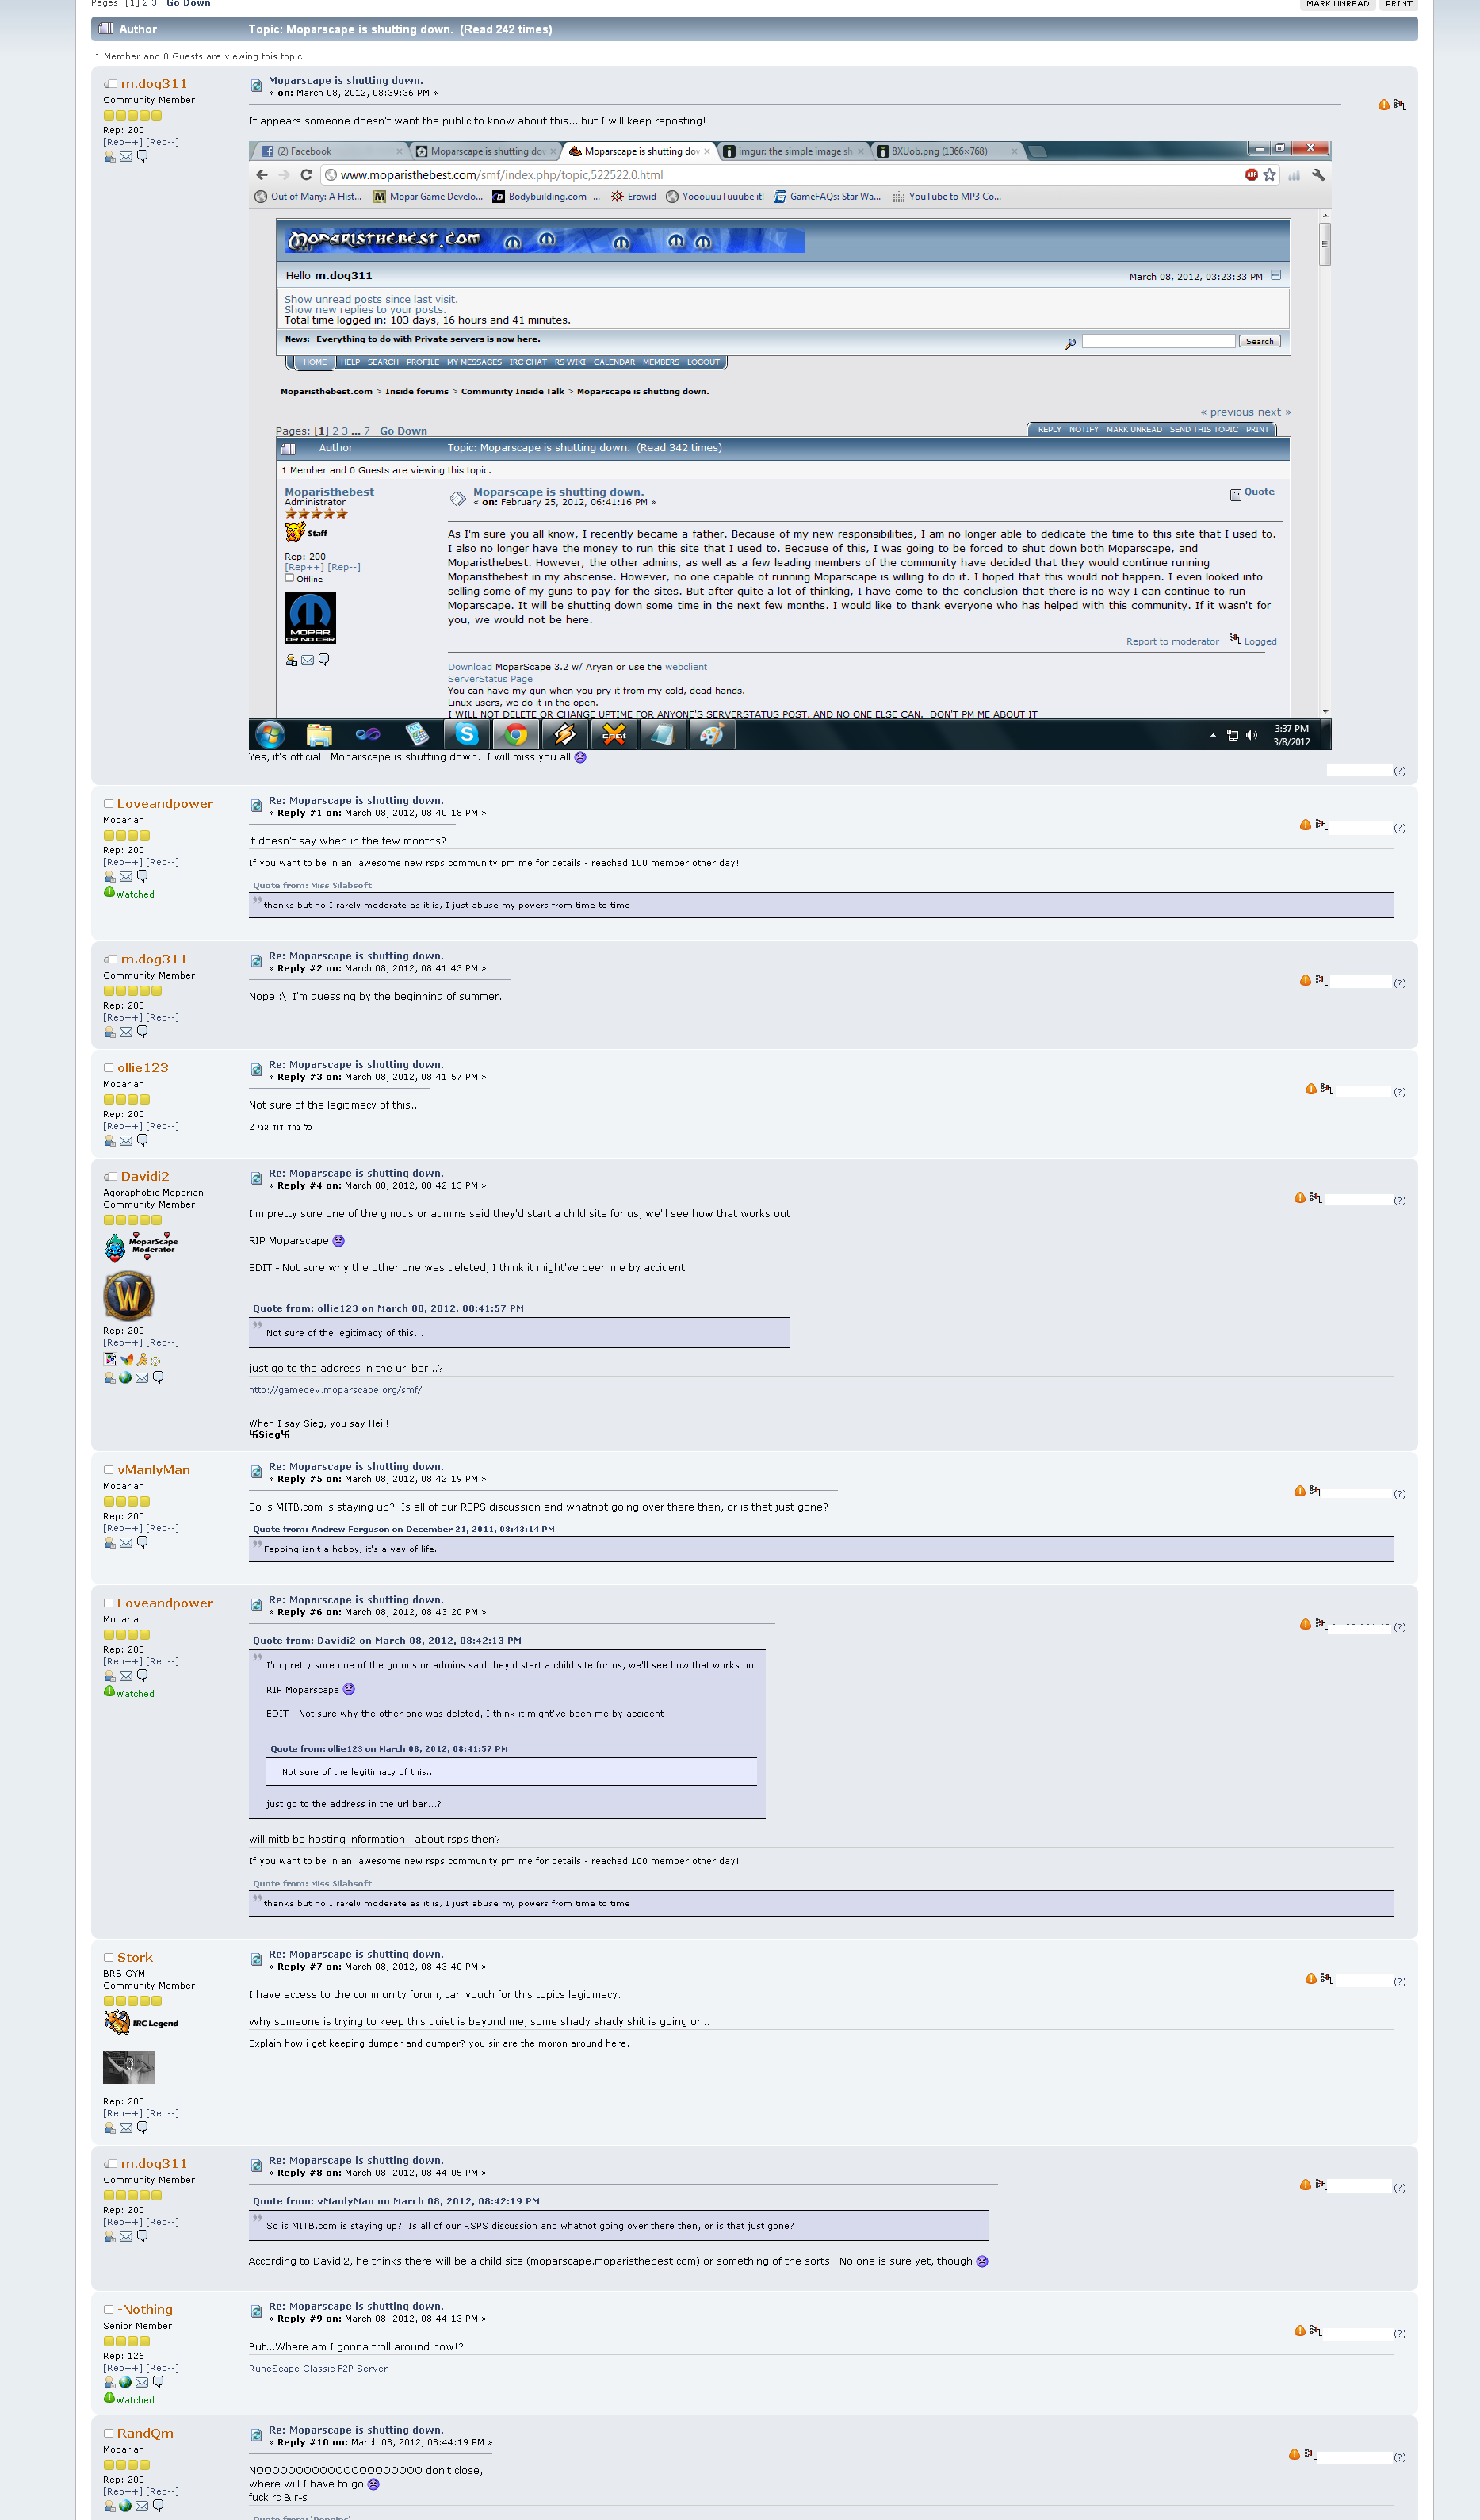 Pages: [1] 2 3 Go Down
MARK UNREAD PRINT
Author Topic: Moparscape is shutting down. (Read 242 times)
1 Member and 0 Guests are viewing this topic.
m.dog311
Community Member
Rep: 200
[Rep++] [Rep--]
Moparscape is shutting down.
« on: March 08, 2012, 08:39:36 PM »
It appears someone doesn't want the public to know about this... but I will keep reposting!
(2) Facebook
Moparscape is shutting dov
Moparscape is shutting dov
imgur: the simple image sh
8XUob.png (1366×768)
www.moparisthebest.com/smf/index.php/topic,522522.0.html
ABP
Out of Many: A Hist... Mopar Game Develo... Bodybuilding.com -... Erowid YooouuuTuuube it! GameFAQs: Star Wa... YouTube to MP3 Co...
MOPARISTHEBEST.COM
Hello m.dog311
March 08, 2012, 03:23:33 PM
Show unread posts since last visit.
Show new replies to your posts.
Total time logged in: 103 days, 16 hours and 41 minutes.
News: Everything to do with Private servers is now here.
Search
HOME HELP SEARCH PROFILE MY MESSAGES IRC CHAT RS WIKI CALENDAR MEMBERS LOGOUT
Moparisthebest.com > Inside forums > Community Inside Talk > Moparscape is shutting down.
« previous next »
Pages: [1] 2 3 ... 7 Go Down
REPLY NOTIFY MARK UNREAD SEND THIS TOPIC PRINT
Author Topic: Moparscape is shutting down. (Read 342 times)
1 Member and 0 Guests are viewing this topic.
Moparisthebest
Administrator
Staff
Rep: 200
[Rep++] [Rep--]
Offline
MOPAR
OR NO CAR
Moparscape is shutting down.
« on: February 25, 2012, 06:41:16 PM »
Quote
As I'm sure you all know, I recently became a father. Because of my new responsibilities, I am no longer able to dedicate the time to this site that I used to.
I also no longer have the money to run this site that I used to. Because of this, I was going to be forced to shut down both Moparscape, and
Moparisthebest. However, the other admins, as well as a few leading members of the community have decided that they would continue running
Moparisthebest in my abscense. However, no one capable of running Moparscape is willing to do it. I hoped that this would not happen. I even looked into
selling some of my guns to pay for the sites. But after quite a lot of thinking, I have come to the conclusion that there is no way I can continue to run
Moparscape. It will be shutting down some time in the next few months. I would like to thank everyone who has helped with this community. If it wasn't for
you, we would not be here.
Report to moderator Logged
Download MoparScape 3.2 w/ Aryan or use the webclient
ServerStatus Page
You can have my gun when you pry it from my cold, dead hands.
Linux users, we do it in the open.
I WILL NOT DELETE OR CHANGE UPTIME FOR ANYONE'S SERVERSTATUS POST, AND NO ONE ELSE CAN. DON'T PM ME ABOUT IT
3:37 PM
3/8/2012
Yes, it's official. Moparscape is shutting down. I will miss you all
(?)
Loveandpower
Moparian
Rep: 200
[Rep++] [Rep--]
Watched
Re: Moparscape is shutting down.
« Reply #1 on: March 08, 2012, 08:40:18 PM »
(?)
it doesn't say when in the few months?
If you want to be in an awesome new rsps community pm me for details - reached 100 member other day!
Quote from: Miss Silabsoft
thanks but no I rarely moderate as it is, I just abuse my powers from time to time
m.dog311
Community Member
Rep: 200
[Rep++] [Rep--]
Re: Moparscape is shutting down.
« Reply #2 on: March 08, 2012, 08:41:43 PM »
(?)
Nope :\ I'm guessing by the beginning of summer.
ollie123
Moparian
Rep: 200
[Rep++] [Rep--]
Re: Moparscape is shutting down.
« Reply #3 on: March 08, 2012, 08:41:57 PM »
(?)
Not sure of the legitimacy of this...
כל גרד דוד אני 2
Davidi2
Agoraphobic Moparian
Community Member
MoparScape
Moderator
W
Rep: 200
[Rep++] [Rep--]
Re: Moparscape is shutting down.
« Reply #4 on: March 08, 2012, 08:42:13 PM »
(?)
I'm pretty sure one of the gmods or admins said they'd start a child site for us, we'll see how that works out
RIP Moparscape
EDIT - Not sure why the other one was deleted, I think it might've been me by accident
Quote from: ollie123 on March 08, 2012, 08:41:57 PM
Not sure of the legitimacy of this...
just go to the address in the url bar...?
http://gamedev.moparscape.org/smf/
When I say Sieg, you say Heil!
卐Sieg卐
vManlyMan
Moparian
Rep: 200
[Rep++] [Rep--]
Re: Moparscape is shutting down.
« Reply #5 on: March 08, 2012, 08:42:19 PM »
(?)
So is MITB.com is staying up? Is all of our RSPS discussion and whatnot going over there then, or is that just gone?
Quote from: Andrew Ferguson on December 21, 2011, 08:43:14 PM
Fapping isn't a hobby, it's a way of life.
Loveandpower
Moparian
Rep: 200
[Rep++] [Rep--]
Watched
Re: Moparscape is shutting down.
« Reply #6 on: March 08, 2012, 08:43:20 PM »
(?)
Quote from: Davidi2 on March 08, 2012, 08:42:13 PM
I'm pretty sure one of the gmods or admins said they'd start a child site for us, we'll see how that works out
RIP Moparscape
EDIT - Not sure why the other one was deleted, I think it might've been me by accident
Quote from: ollie123 on March 08, 2012, 08:41:57 PM
Not sure of the legitimacy of this...
just go to the address in the url bar...?
will mitb be hosting information about rsps then?
If you want to be in an awesome new rsps community pm me for details - reached 100 member other day!
Quote from: Miss Silabsoft
thanks but no I rarely moderate as it is, I just abuse my powers from time to time
Stork
BRB GYM
Community Member
IRC Legend
Rep: 200
[Rep++] [Rep--]
Re: Moparscape is shutting down.
« Reply #7 on: March 08, 2012, 08:43:40 PM »
(?)
I have access to the community forum, can vouch for this topics legitimacy.
Why someone is trying to keep this quiet is beyond me, some shady shady shit is going on..
Explain how i get keeping dumper and dumper? you sir are the moron around here.
m.dog311
Community Member
Rep: 200
[Rep++] [Rep--]
Re: Moparscape is shutting down.
« Reply #8 on: March 08, 2012, 08:44:05 PM »
(?)
Quote from: vManlyMan on March 08, 2012, 08:42:19 PM
So is MITB.com is staying up? Is all of our RSPS discussion and whatnot going over there then, or is that just gone?
According to Davidi2, he thinks there will be a child site (moparscape.moparisthebest.com) or something of the sorts. No one is sure yet, though
-Nothing
Senior Member
Rep: 126
[Rep++] [Rep--]
Watched
Re: Moparscape is shutting down.
« Reply #9 on: March 08, 2012, 08:44:13 PM »
(?)
But...Where am I gonna troll around now!?
RuneScape Classic F2P Server
RandQm
Moparian
Rep: 200
[Rep++] [Rep--]
Re: Moparscape is shutting down.
« Reply #10 on: March 08, 2012, 08:44:19 PM »
(?)
NOOOOOOOOOOOOOOOOOOOOO don't close,
where will I have to go
fuck rc & r-s